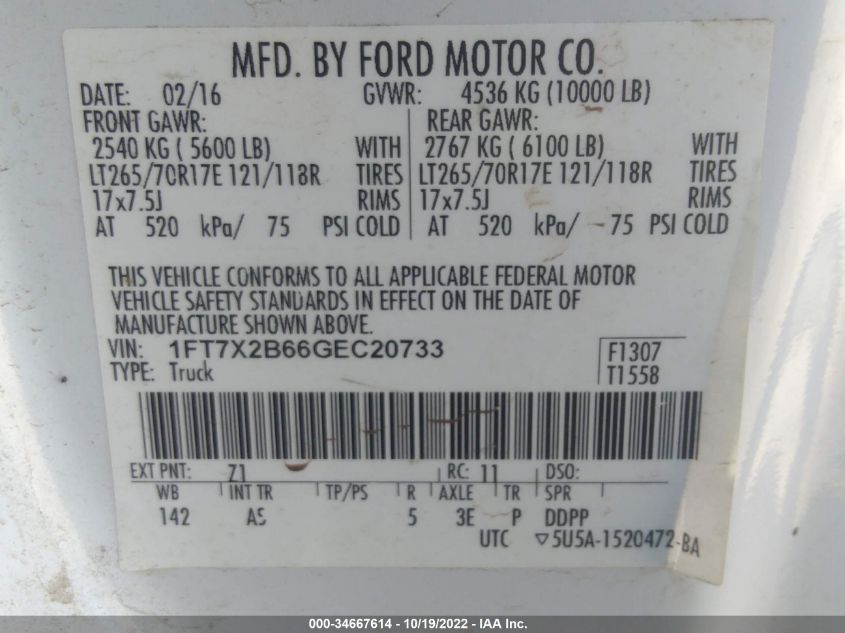 MFD. BY FORD MOTOR CO.
DATE: 02/16 GVWR: 4536 KG (10000 LB)
FRONT GAWR: REAR GAWR:
2540 KG ( 5600 LB) WITH 2767 KG ( 6100 LB) WITH
LT265/70R17E 121/118R TIRES LT265/70R17E 121/118R TIRES
17x7.5J RIMS 17x7.5J RIMS
AT 520 kPa/ 75 PSI COLD AT 520 kPa/ 75 PSI COLD
THIS VEHICLE CONFORMS TO ALL APPLICABLE FEDERAL MOTOR
VEHICLE SAFETY STANDARDS IN EFFECT ON THE DATE OF
MANUFACTURE SHOWN ABOVE.
VIN: 1FT7X2B66GEC20733 F1307
TYPE: Truck T1558
EXT PNT: Z1 RC: 11 DSO:
WB INT TR TP/PS R AXLE TR SPR
142 AS 5 3E P DDPP
UTC ▽5U5A-1520472-BA
000-34667614 - 10/19/2022 - IAA Inc.